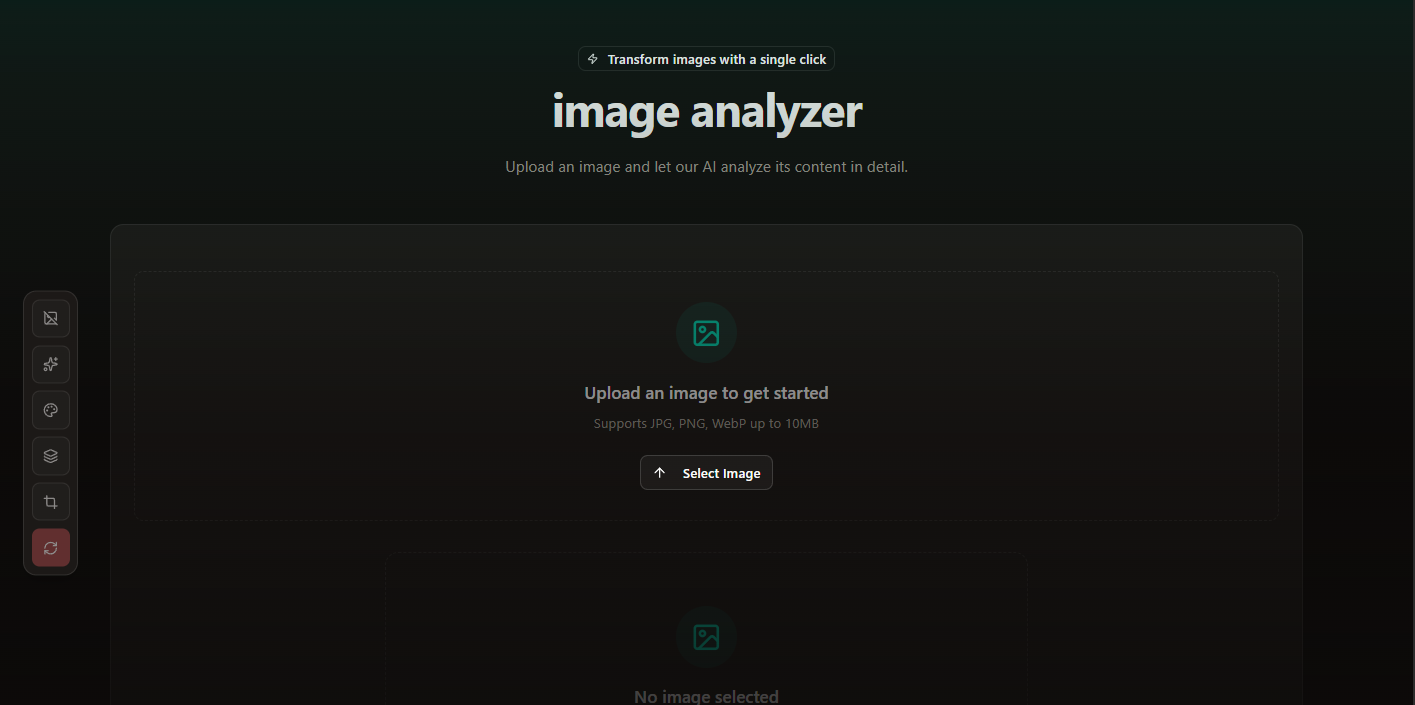 Transform images with a single click
image analyzer
Upload an image and let our AI analyze its content in detail.
Upload an image to get started
Supports JPG, PNG, WebP up to 10MB
Select Image
No image selected